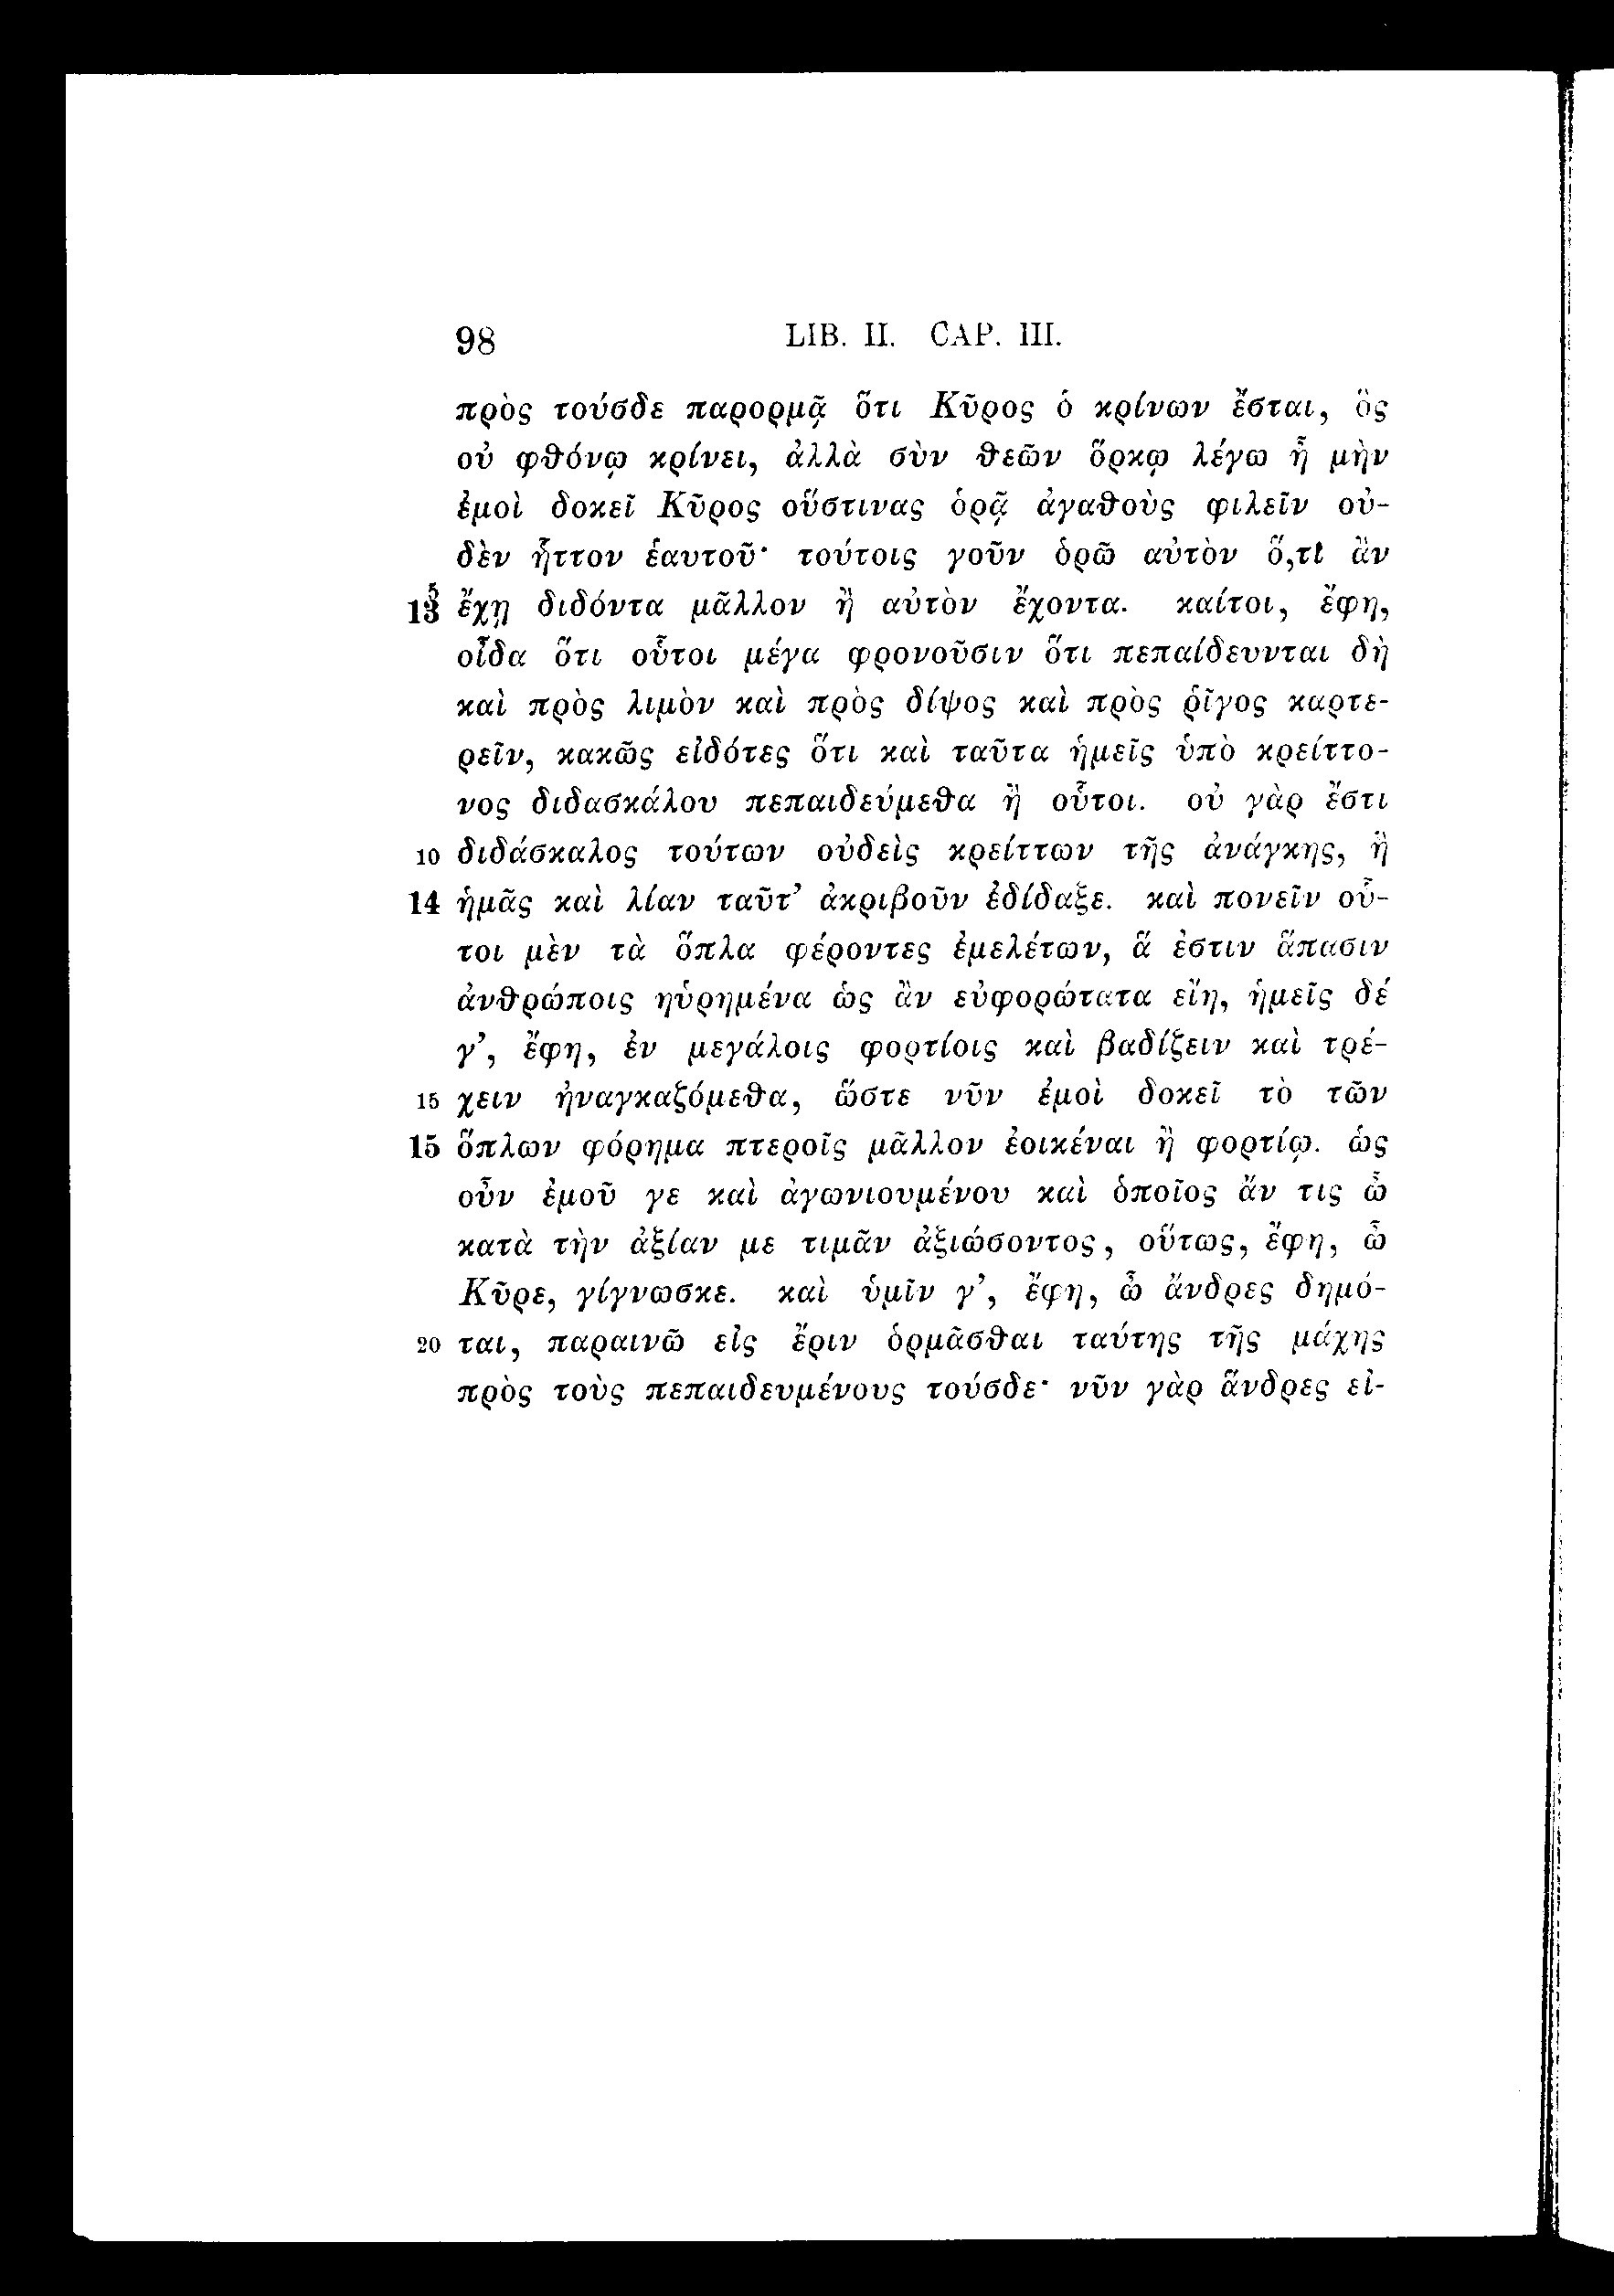 98 LIB. II. CAP. III.
πρὸς τούσδε παρορμᾷ ὅτι Κῦρος ὁ κρίνων ἔσται, ὃς
οὐ φθόνῳ κρίνει, ἀλλὰ σὺν θεῶν ὅρκῳ λέγω ἦ μὴν
ἐμοὶ δοκεῖ Κῦρος οὕστινας ὁρᾷ ἀγαθοὺς φιλεῖν οὐ-
δὲν ἧττον ἑαυτοῦ· τούτοις γοῦν ὁρῶ αὐτὸν ὅ,τι ἂν
5
13 ἔχῃ διδόντα μᾶλλον ἢ αὐτὸν ἔχοντα. καίτοι, ἔφη,
οἶδα ὅτι οὗτοι μέγα φρονοῦσιν ὅτι πεπαίδευνται δὴ
καὶ πρὸς λιμὸν καὶ πρὸς δίψος καὶ πρὸς ῥῖγος καρτε-
ρεῖν, κακῶς εἰδότες ὅτι καὶ ταῦτα ἡμεῖς ὑπὸ κρείττο-
νος διδασκάλου πεπαιδεύμεθα ἢ οὗτοι. οὐ γὰρ ἔστι
10 διδάσκαλος τούτων οὐδεὶς κρείττων τῆς ἀνάγκης, ἣ
14 ἡμᾶς καὶ λίαν ταῦτ’ ἀκριβοῦν ἐδίδαξε. καὶ πονεῖν οὗ-
τοι μὲν τὰ ὅπλα φέροντες ἐμελέτων, ἅ ἐστιν ἅπασιν
ἀνθρώποις ηὑρημένα ὡς ἂν εὐφορώτατα εἴη, ἡμεῖς δέ
γ’, ἔφη, ἐν μεγάλοις φορτίοις καὶ βαδίζειν καὶ τρέ-
15 χειν ἠναγκαζόμεθα, ὥστε νῦν ἐμοὶ δοκεῖ τὸ τῶν
15 ὅπλων φόρημα πτεροῖς μᾶλλον ἐοικέναι ἢ φορτίῳ. ὡς
οὖν ἐμοῦ γε καὶ ἀγωνιουμένου καὶ ὁποῖος ἄν τις ὦ
κατὰ τὴν ἀξίαν με τιμᾶν ἀξιώσοντος, οὕτως, ἔφη, ὦ
Κῦρε, γίγνωσκε. καὶ ὑμῖν γ’, ἔφη, ὦ ἄνδρες δημό-
20 ται, παραινῶ εἰς ἔριν ὁρμᾶσθαι ταύτης τῆς μάχης
πρὸς τοὺς πεπαιδευμένους τούσδε· νῦν γὰρ ἅνδρες εἰ-